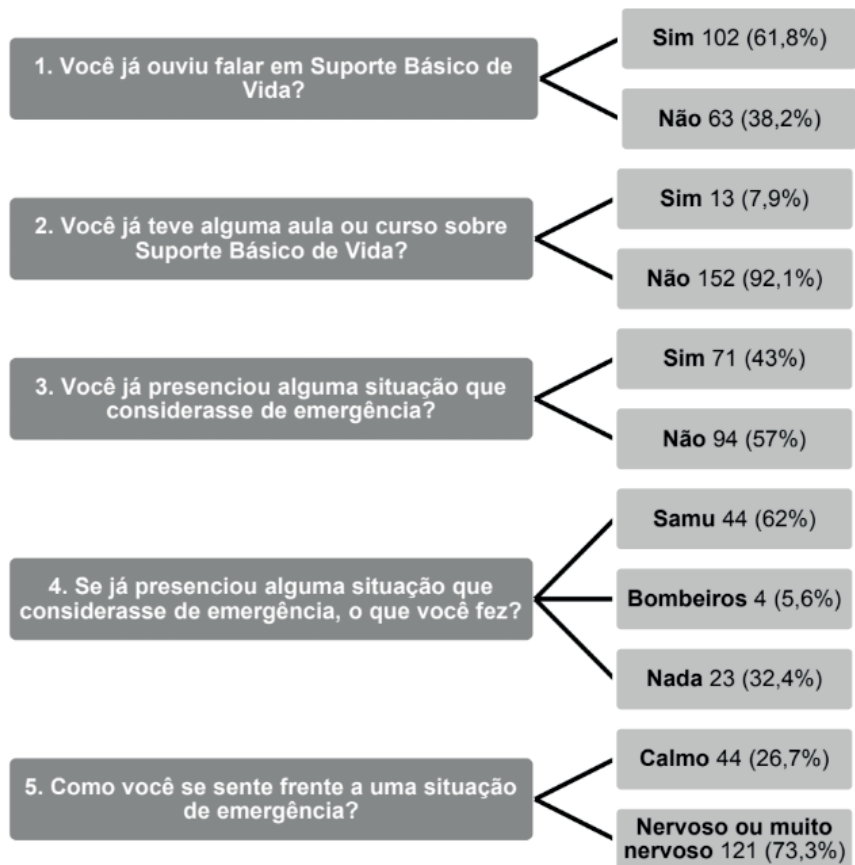 1. Você já ouviu falar em Suporte Básico de
Vida?
Sim 102 (61,8%)
Não 63 (38,2%)
2. Você já teve alguma aula ou curso sobre
Suporte Básico de Vida?
Sim 13 (7,9%)
Não 152 (92,1%)
3. Você já presenciou alguma situação que
considerasse de emergência?
Sim 71 (43%)
Não 94 (57%)
4. Se já presenciou alguma situação que
considerasse de emergência, o que você fez?
Samu 44 (62%)
Bombeiros 4 (5,6%)
Nada 23 (32,4%)
5. Como você se sente frente a uma situação
de emergência?
Calmo 44 (26,7%)
Nervoso ou muito
nervoso 121 (73,3%)